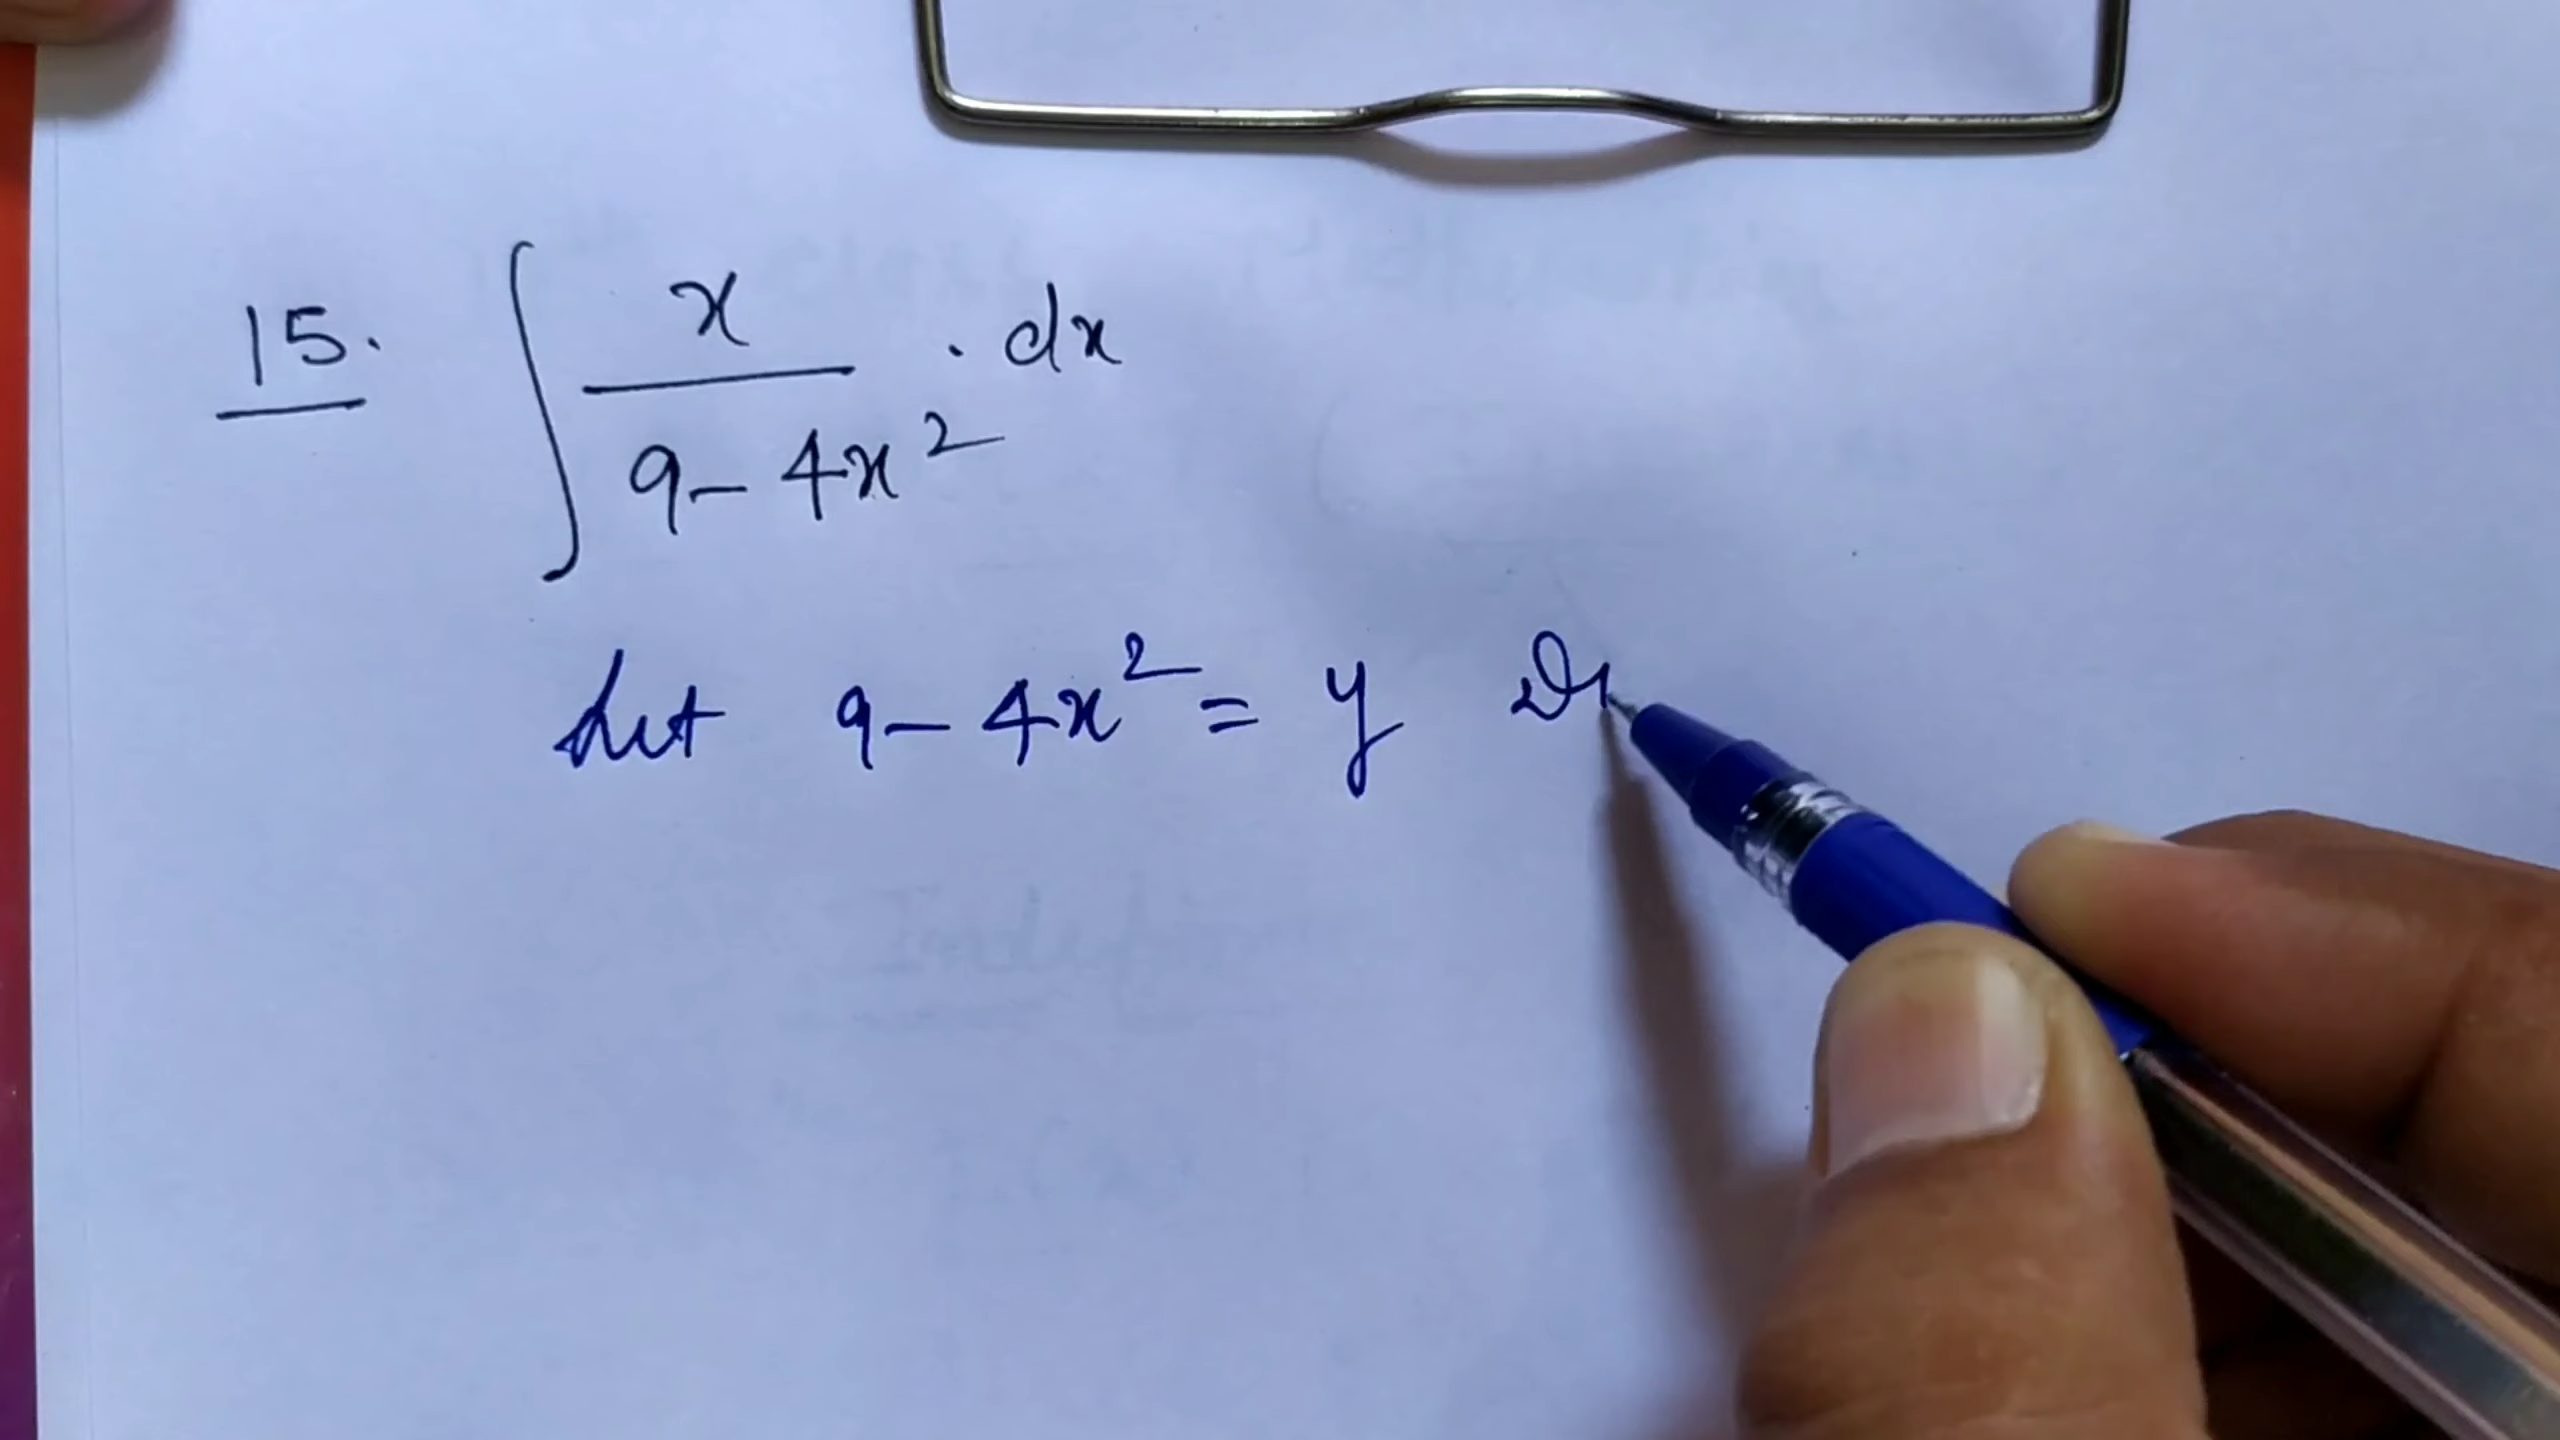 15. ∫ x / (9-4x²) . dx
Let 9-4x² = y